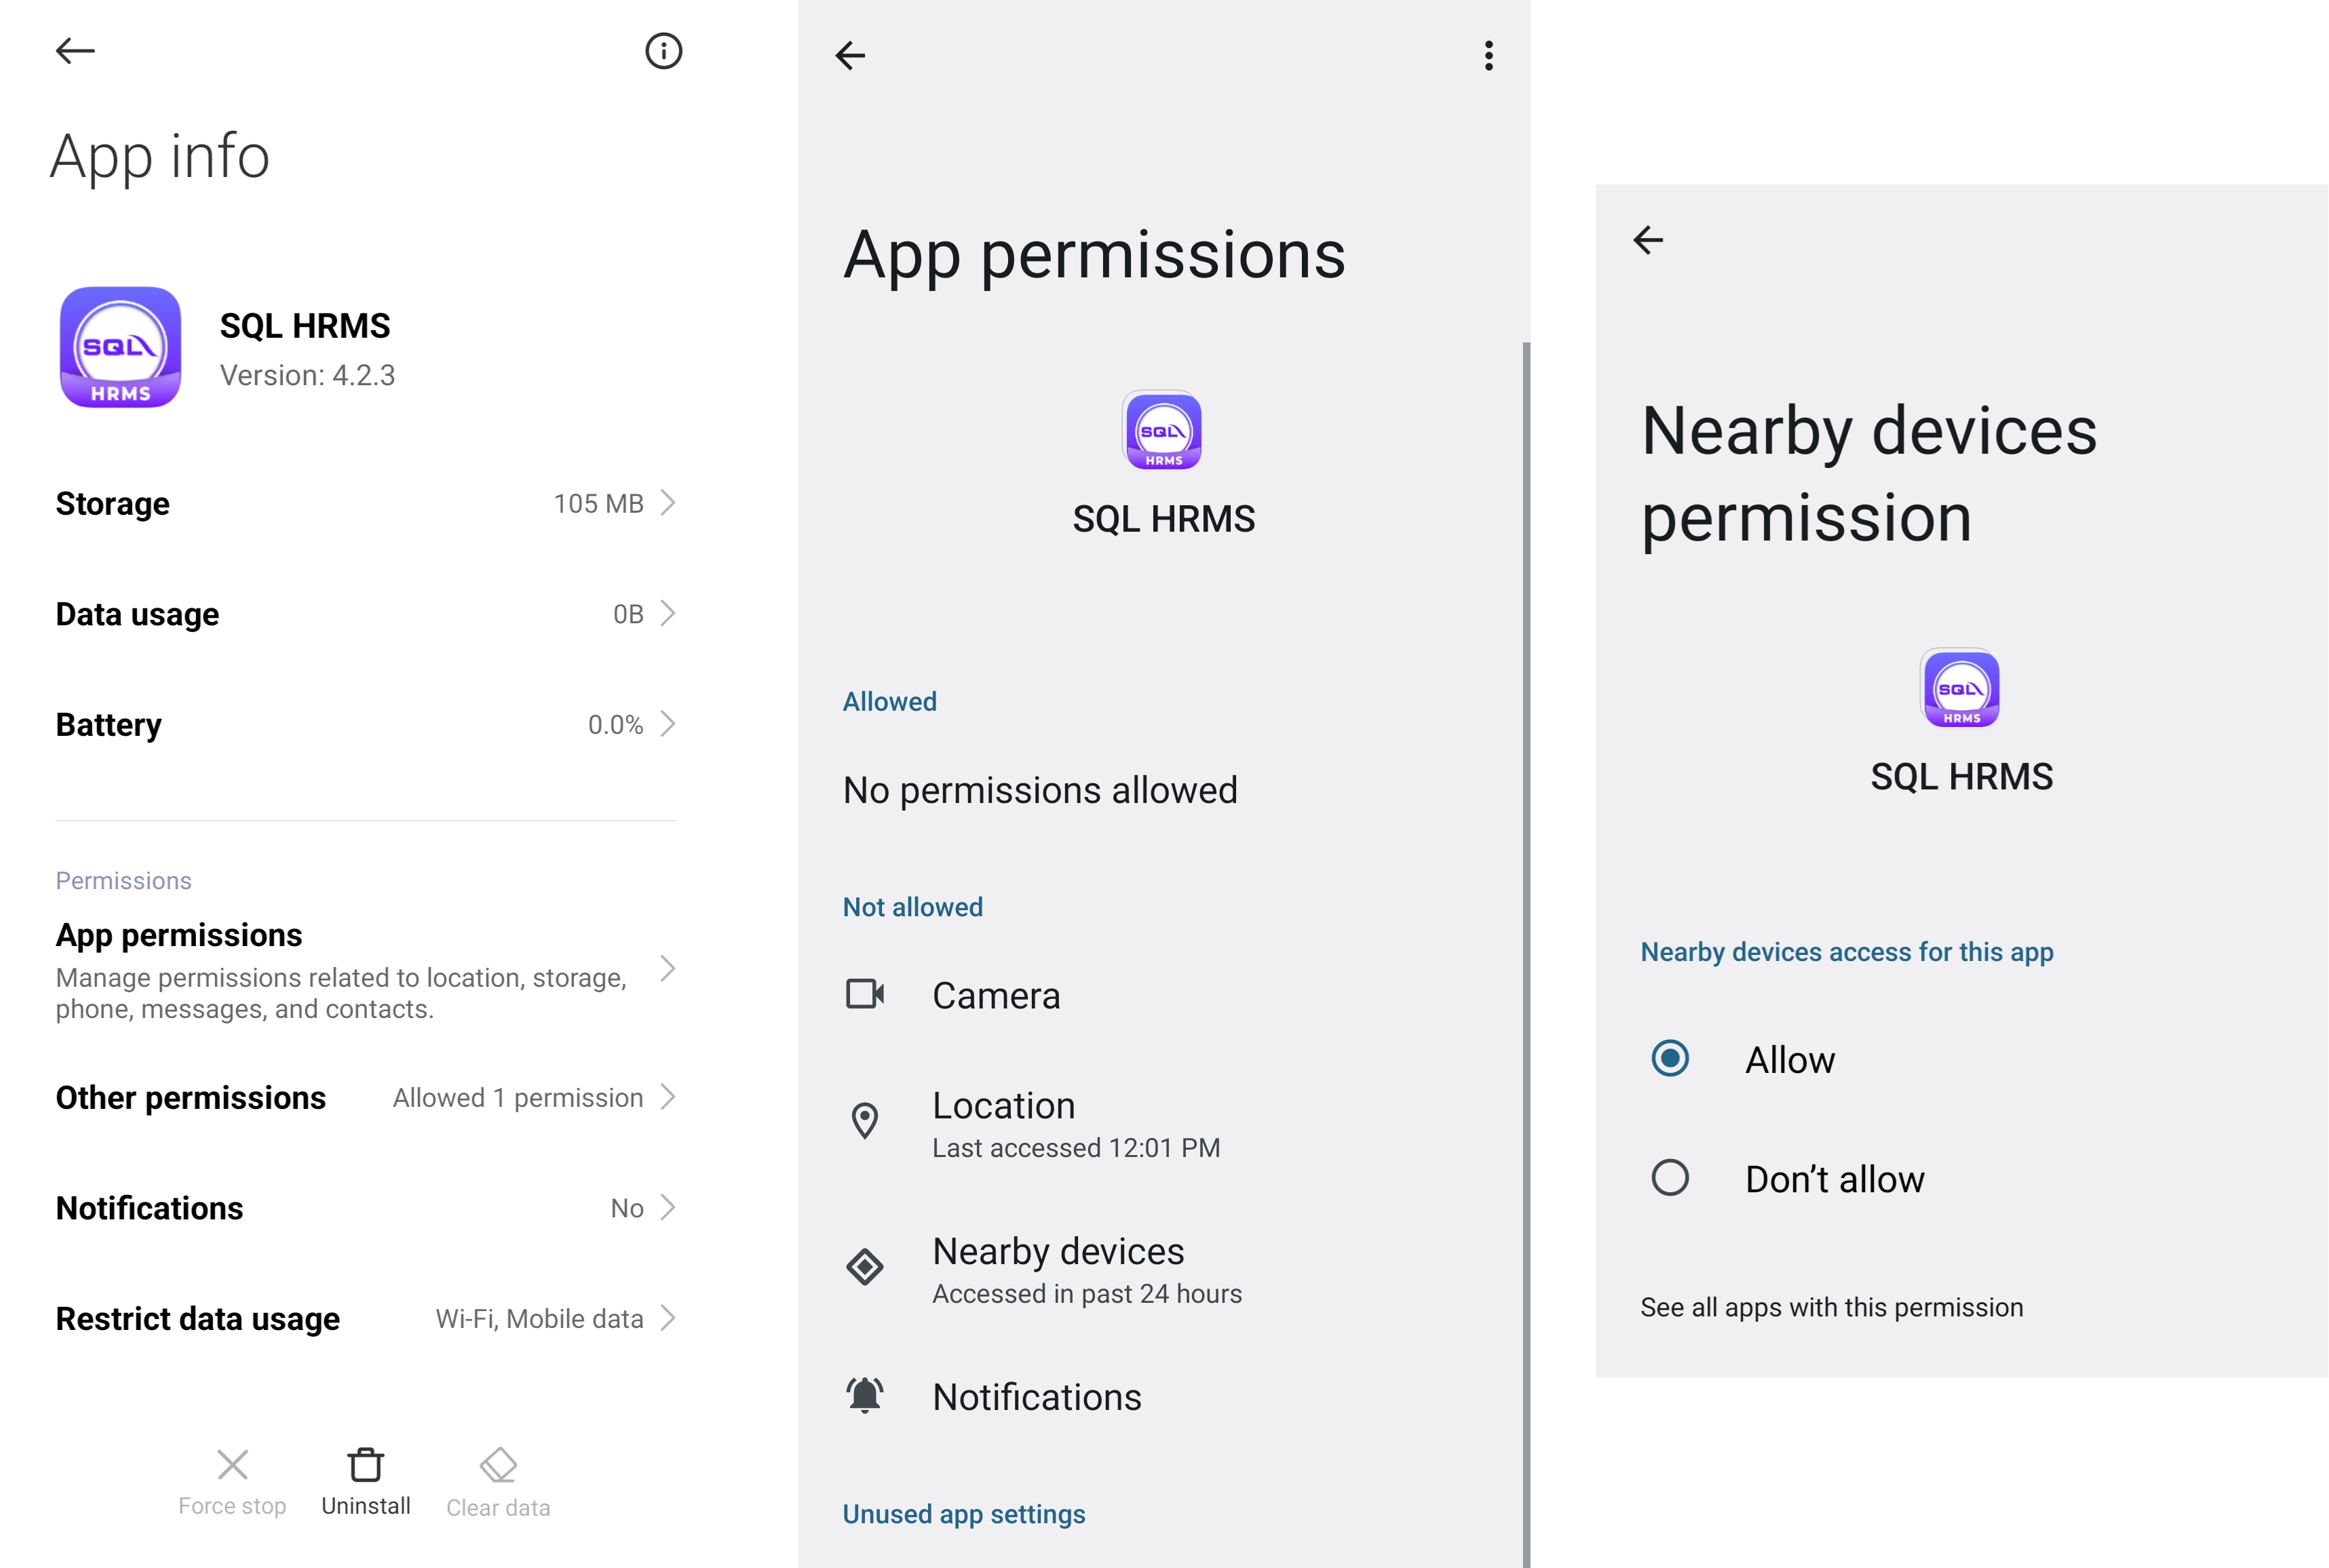 App info
SQL
HRMS
SQL HRMS
Version: 4.2.3
Storage 105 MB
Data usage 0B
Battery 0.0%
Permissions
App permissions
Manage permissions related to location, storage,
phone, messages, and contacts.
Other permissions Allowed 1 permission
Notifications No
Restrict data usage Wi-Fi, Mobile data
Force stop Uninstall Clear data
App permissions
SQL
HRMS
SQL HRMS
Allowed
No permissions allowed
Not allowed
Camera
Location
Last accessed 12:01 PM
Nearby devices
Accessed in past 24 hours
Notifications
Unused app settings
Nearby devices
permission
SQL
HRMS
SQL HRMS
Nearby devices access for this app
Allow
Don’t allow
See all apps with this permission